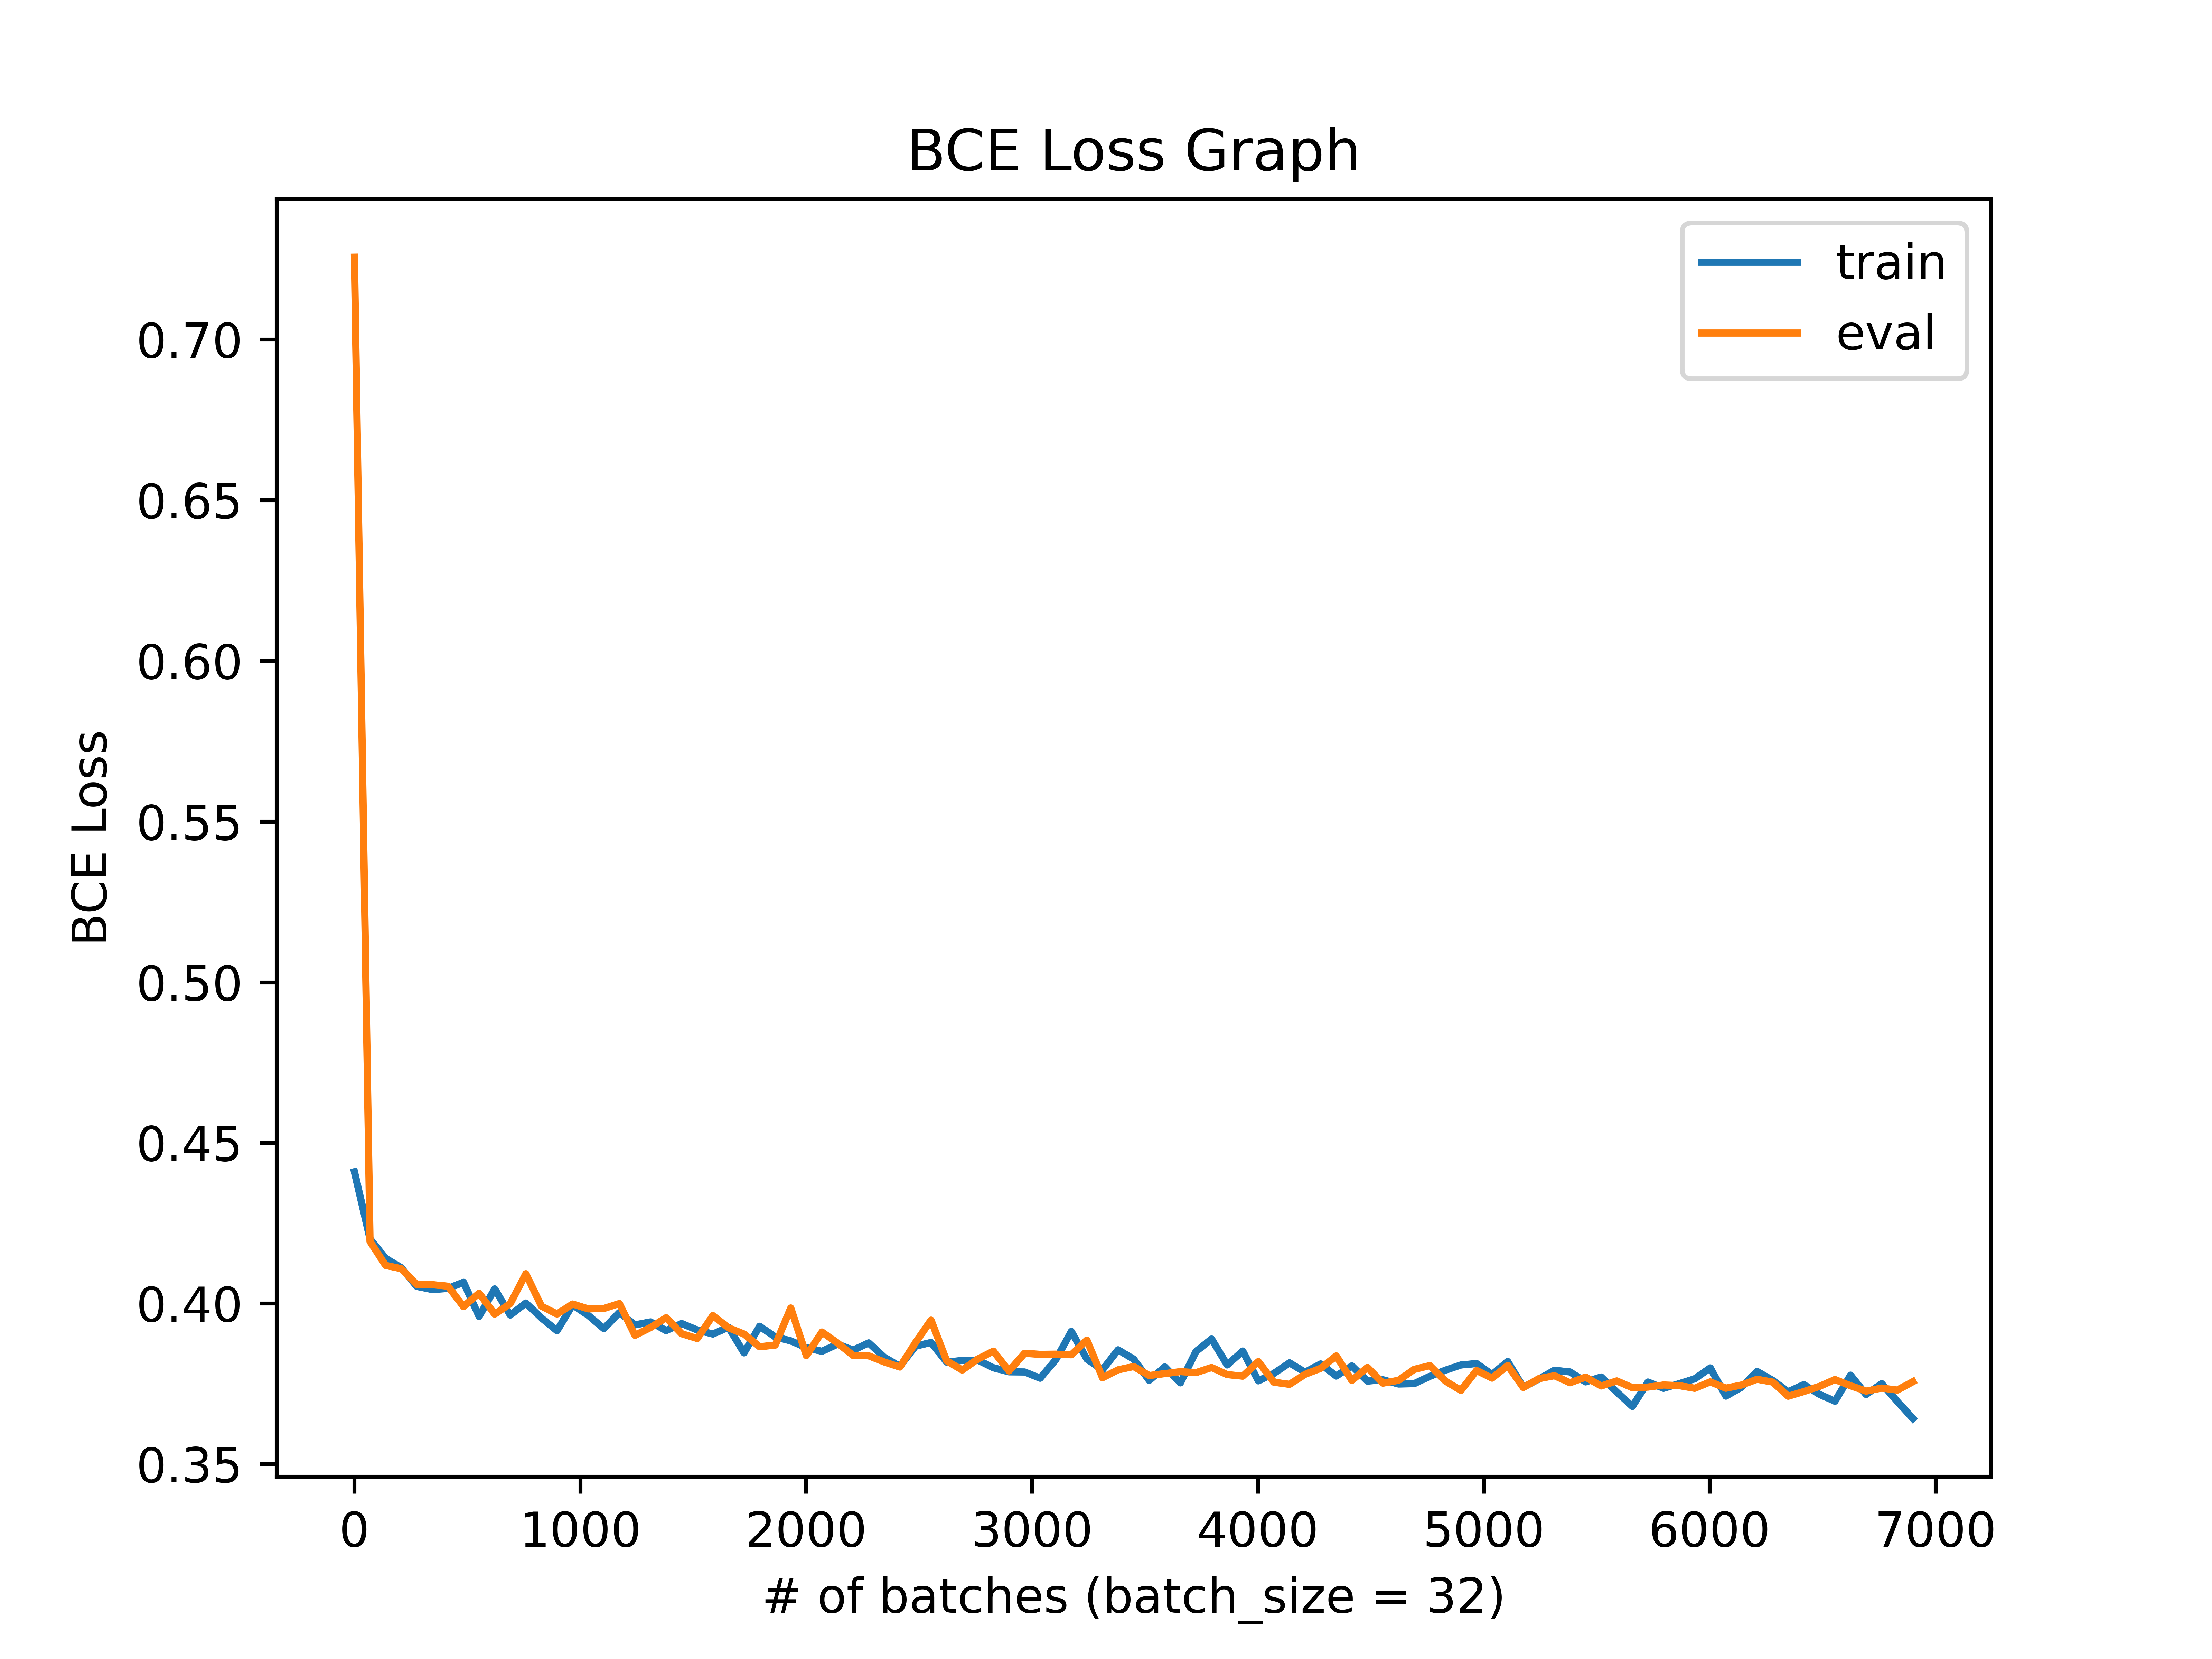 BCE Loss Graph
train
eval
0.70
0.65
0.60
0.55
0.50
0.45
0.40
0.35
BCE Loss
0 1000 2000 3000 4000 5000 6000 7000
# of batches (batch_size = 32)